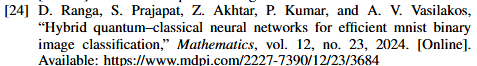 [24] D. Ranga, S. Prajapat, Z. Akhtar, P. Kumar, and A. V. Vasilakos,
“Hybrid quantum–classical neural networks for efficient mnist binary
image classification,” Mathematics, vol. 12, no. 23, 2024. [Online].
Available: https://www.mdpi.com/2227-7390/12/23/3684